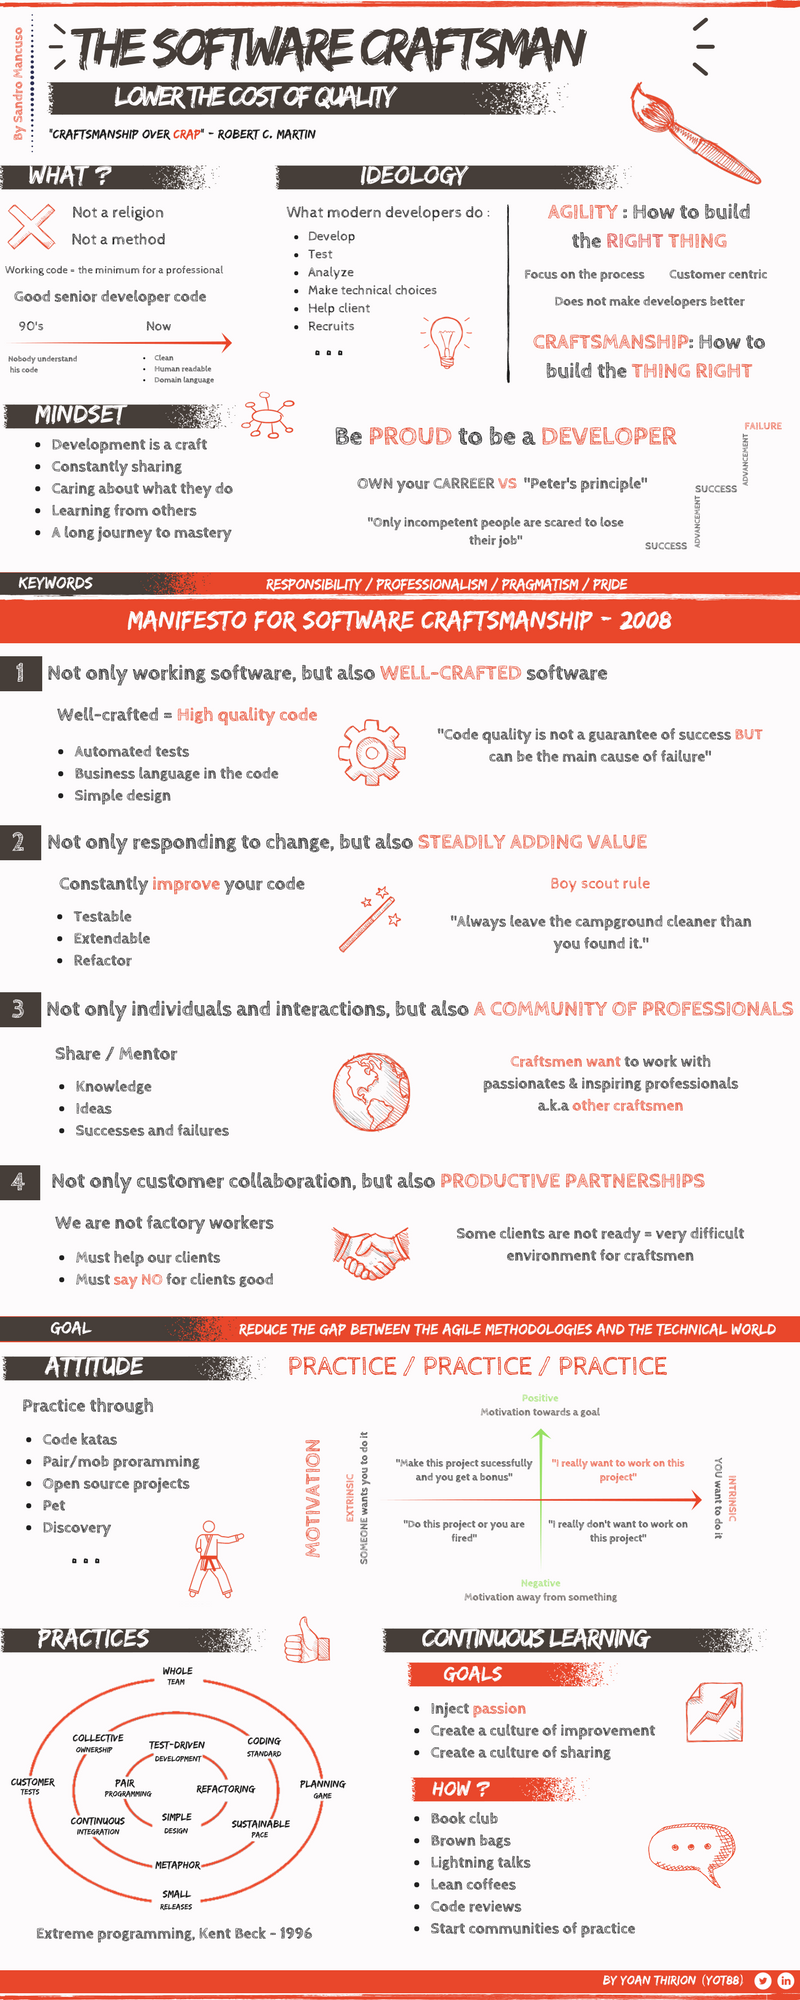 By Sandro Mancuso
THE SOFTWARE CRAFTSMAN
LOWER THE COST OF QUALITY
"CRAFTSMANSHIP OVER CRAP" - ROBERT C. MARTIN
WHAT ?
Not a religion
Not a method
Working code = the minimum for a professional
Good senior developer code
90's
Now
Nobody understand
his code
• Clean
• Human readable
• Domain language
IDEOLOGY
What modern developers do :
• Develop
• Test
• Analyze
• Make technical choices
• Help client
• Recruits
...
AGILITY : How to build
the RIGHT THING
Focus on the process
Customer centric
Does not make developers better
CRAFTSMANSHIP: How to
build the THING RIGHT
MINDSET
• Development is a craft
• Constantly sharing
• Caring about what they do
• Learning from others
• A long journey to mastery
Be PROUD to be a DEVELOPER
OWN your CARREER VS "Peter's principle"
"Only incompetent people are scared to lose
their job"
FAILURE
ADVANCEMENT
SUCCESS
ADVANCEMENT
SUCCESS
KEYWORDS
RESPONSIBILITY / PROFESSIONALISM / PRAGMATISM / PRIDE
MANIFESTO FOR SOFTWARE CRAFTSMANSHIP - 2008
1 Not only working software, but also WELL-CRAFTED software
Well-crafted = High quality code
• Automated tests
• Business language in the code
• Simple design
"Code quality is not a guarantee of success BUT
can be the main cause of failure"
2 Not only responding to change, but also STEADILY ADDING VALUE
Constantly improve your code
• Testable
• Extendable
• Refactor
Boy scout rule
"Always leave the campground cleaner than
you found it."
3 Not only individuals and interactions, but also A COMMUNITY OF PROFESSIONALS
Share / Mentor
• Knowledge
• Ideas
• Successes and failures
Craftsmen want to work with
passionates & inspiring professionals
a.k.a other craftsmen
4 Not only customer collaboration, but also PRODUCTIVE PARTNERSHIPS
We are not factory workers
• Must help our clients
• Must say NO for clients good
Some clients are not ready = very difficult
environment for craftsmen
GOAL
REDUCE THE GAP BETWEEN THE AGILE METHODOLOGIES AND THE TECHNICAL WORLD
ATTITUDE
PRACTICE / PRACTICE / PRACTICE
Practice through
• Code katas
• Pair/mob proramming
• Open source projects
• Pet
• Discovery
...
MOTIVATION
EXTRINSIC
SOMEONE wants you to do it
Positive
Motivation towards a goal
"Make this project sucessfully
and you get a bonus"
"I really want to work on this
project"
"Do this project or you are
fired"
"I really don't want to work on
this project"
Negative
Motivation away from something
INTRINSIC
YOU want to do it
PRACTICES
WHOLE
TEAM
COLLECTIVE
OWNERSHIP
TEST-DRIVEN
DEVELOPMENT
CODING
STANDARD
CUSTOMER
TESTS
PAIR
PROGRAMMING
REFACTORING
PLANNING
GAME
CONTINUOUS
INTEGRATION
SIMPLE
DESIGN
SUSTAINABLE
PACE
METAPHOR
SMALL
RELEASES
Extreme programming, Kent Beck - 1996
CONTINUOUS LEARNING
GOALS
• Inject passion
• Create a culture of improvement
• Create a culture of sharing
HOW ?
• Book club
• Brown bags
• Lightning talks
• Lean coffees
• Code reviews
• Start communities of practice
BY YOAN THIRION (YOT88)
in